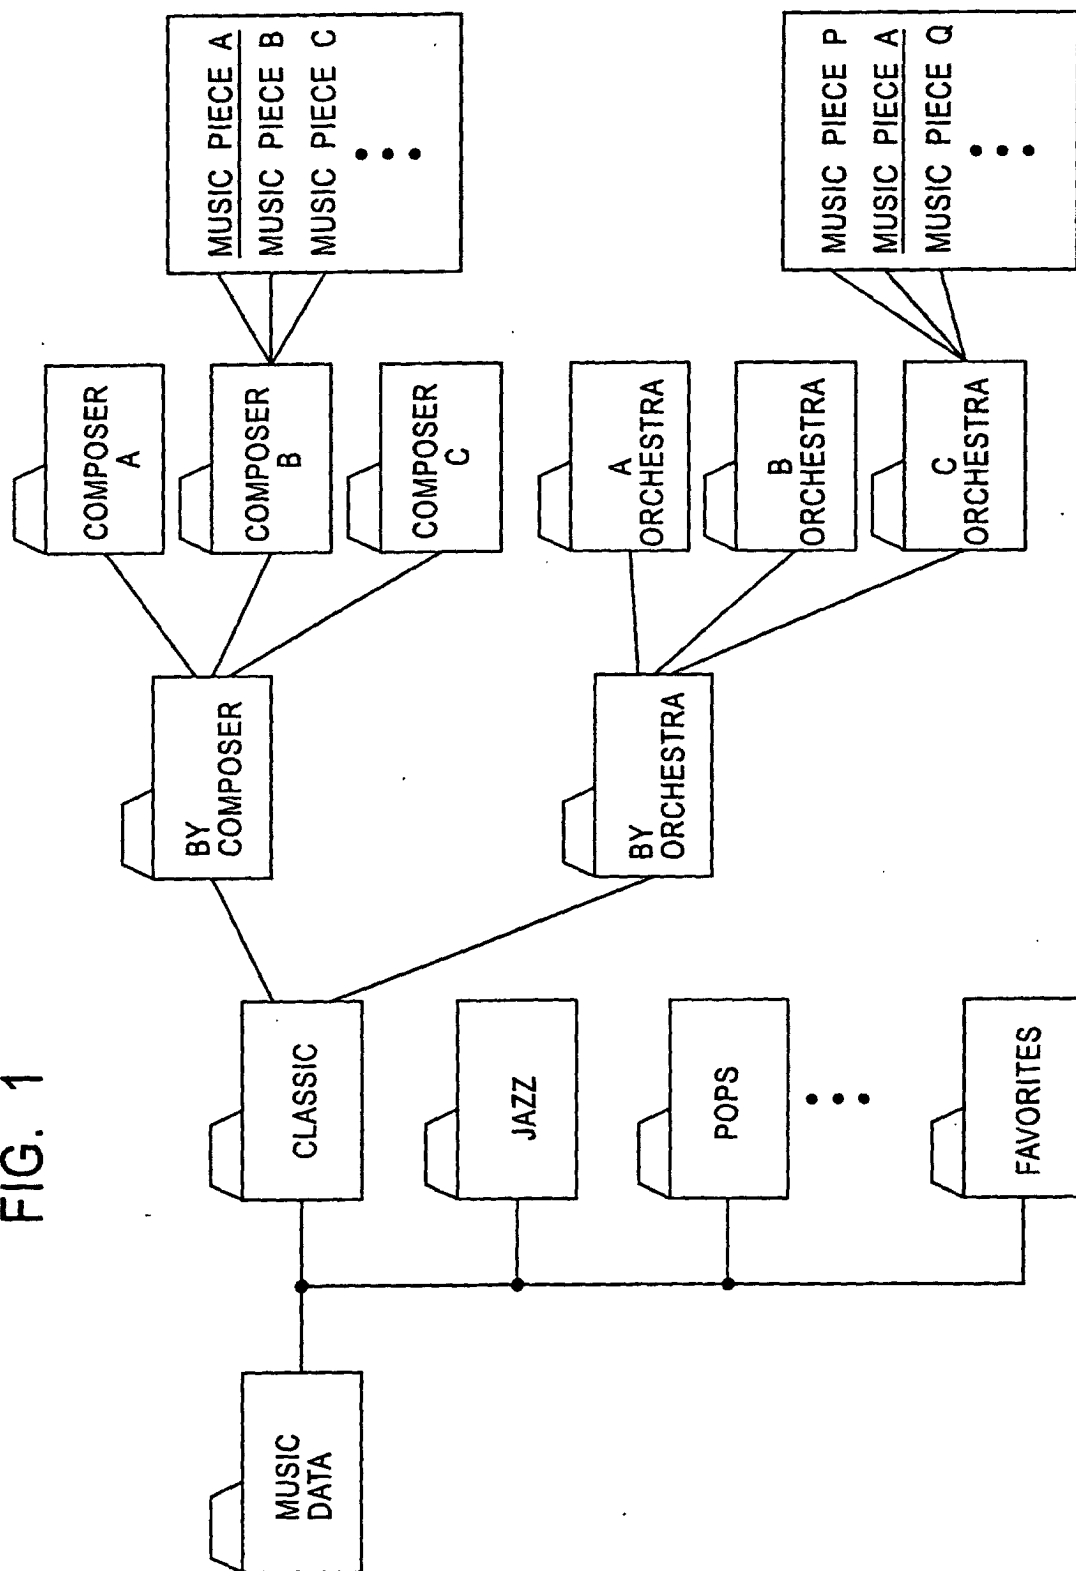 FIG. 1
MUSIC
DATA
CLASSIC
JAZZ
POPS
FAVORITES
BY
COMPOSER
BY
ORCHESTRA
COMPOSER
A
COMPOSER
B
COMPOSER
C
A
ORCHESTRA
B
ORCHESTRA
C
ORCHESTRA
MUSIC PIECE A
MUSIC PIECE B
MUSIC PIECE C
MUSIC PIECE P
MUSIC PIECE A
MUSIC PIECE Q